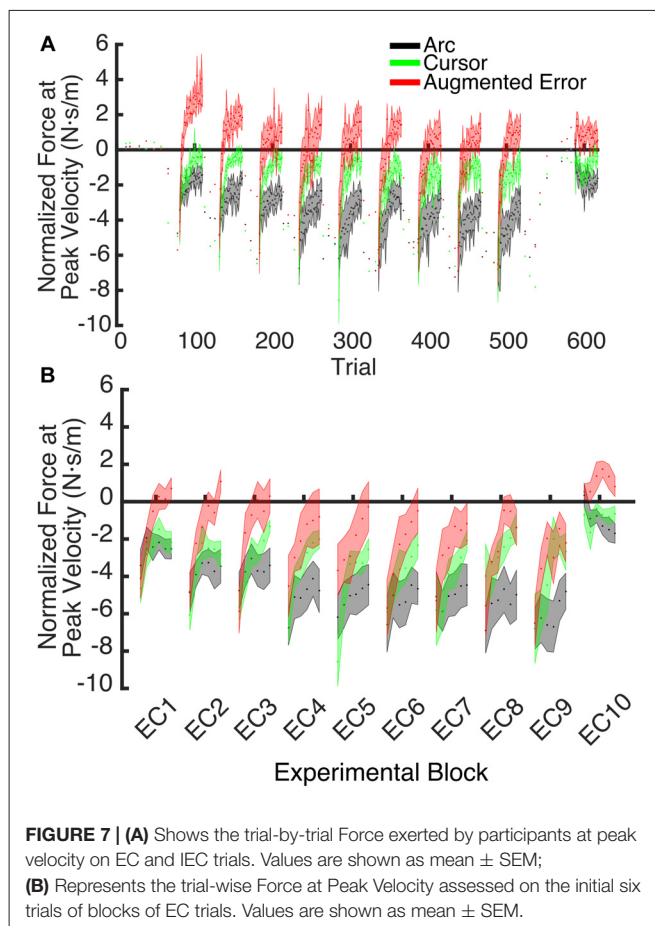 A
Arc
Cursor
Augmented Error
Normalized Force at
Peak Velocity (N·s/m)
6
4
2
0
-2
-4
-6
-8
-10
0
100
200
300
400
500
600
Trial
B
Normalized Force at
Peak Velocity (N·s/m)
6
4
2
0
-2
-4
-6
-8
-10
EC1
EC2
EC3
EC4
EC5
EC6
EC7
EC8
EC9
EC10
Experimental Block
FIGURE 7 | (A) Shows the trial-by-trial Force exerted by participants at peak
velocity on EC and IEC trials. Values are shown as mean ± SEM;
(B) Represents the trial-wise Force at Peak Velocity assessed on the initial six
trials of blocks of EC trials. Values are shown as mean ± SEM.